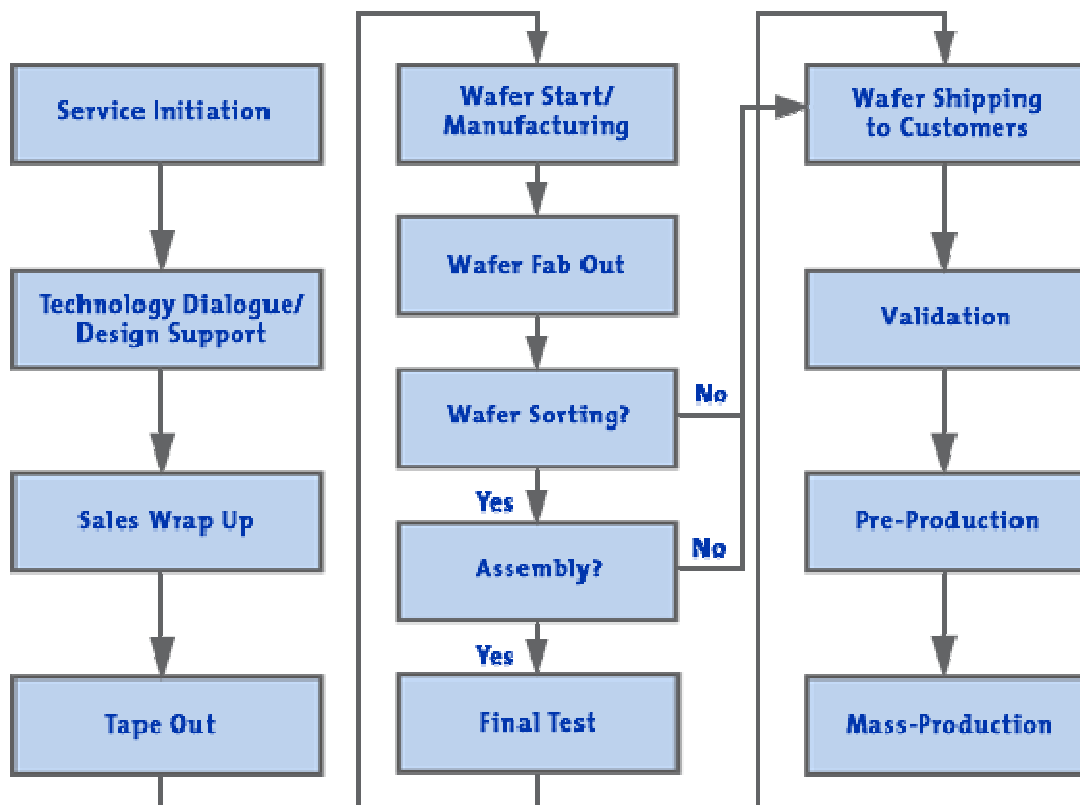 Service Initiation
Technology Dialogue/
Design Support
Sales Wrap Up
Tape Out
Wafer Start/
Manufacturing
Wafer Fab Out
Wafer Sorting?
No
Yes
Assembly?
No
Yes
Final Test
Wafer Shipping
to Customers
Validation
Pre-Production
Mass-Production